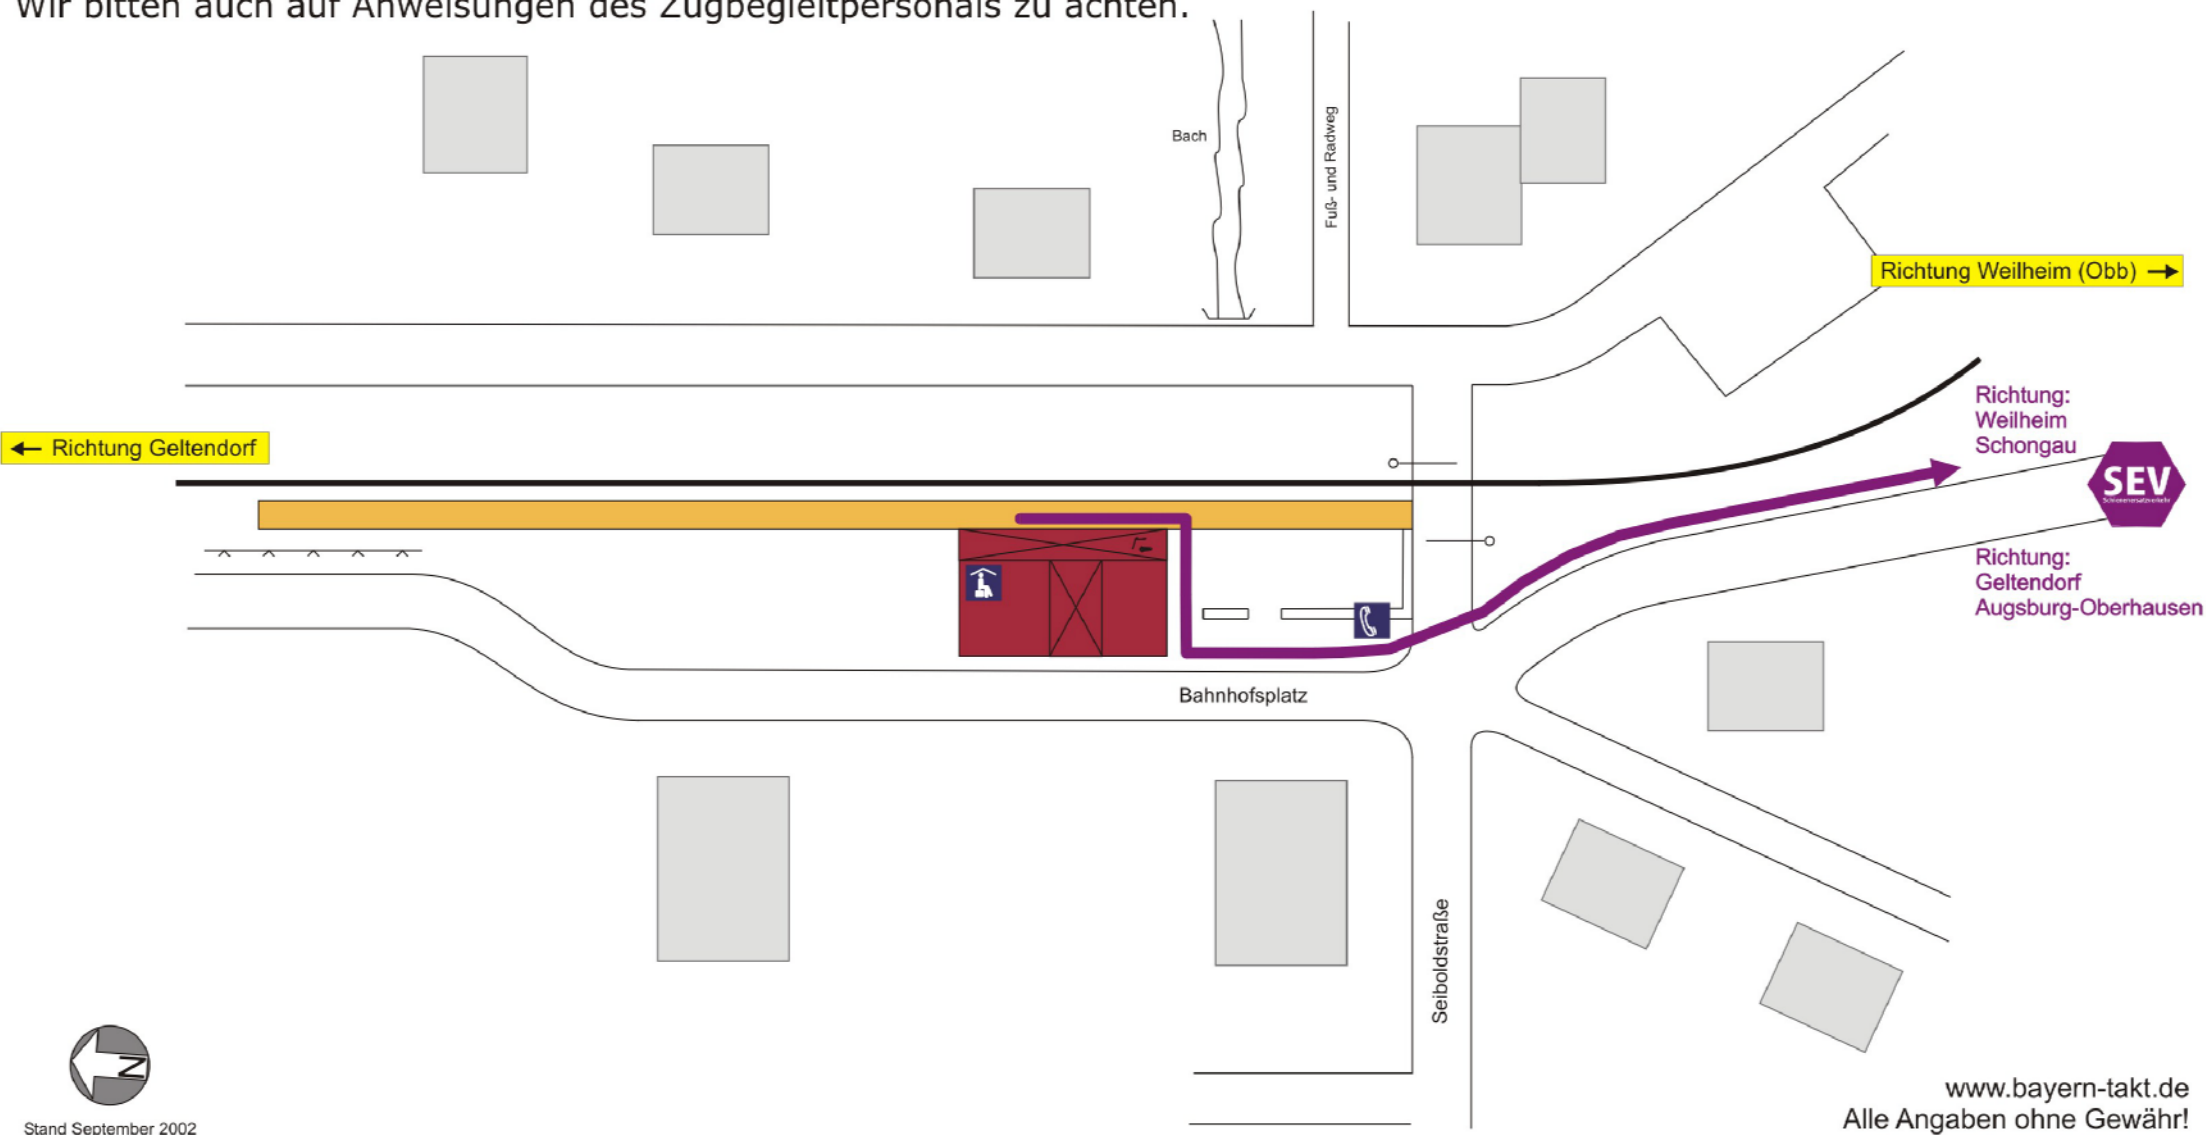 Wir bitten auch auf Anweisungen des Zugbegleitpersonals zu achten.
Bach
Fuß- und Radweg
Richtung Weilheim (Obb) →
← Richtung Geltendorf
Richtung:
Weilheim
Schongau
SEV
Schienenersatzverkehr
Richtung:
Geltendorf
Augsburg-Oberhausen
Bahnhofsplatz
Seiboldstraße
N
Stand September 2002
www.bayern-takt.de
Alle Angaben ohne Gewähr!